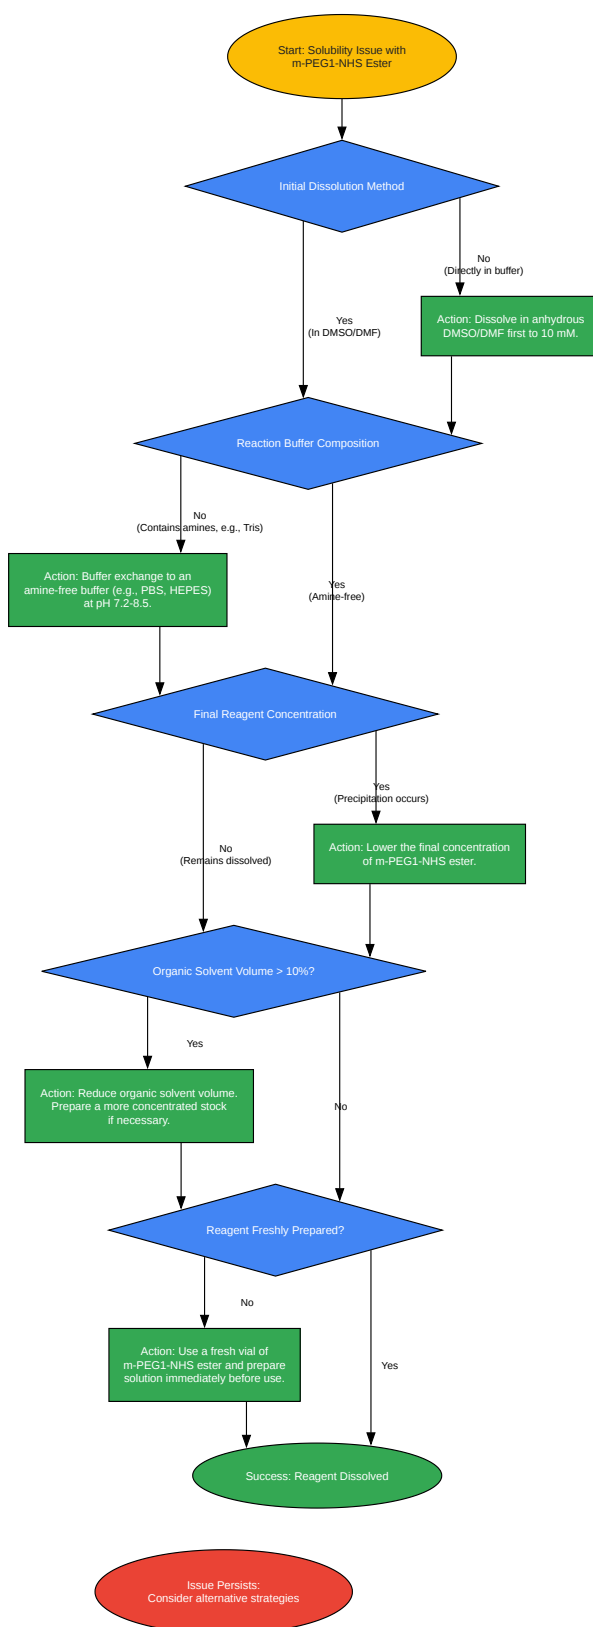 Start: Solubility Issue with
m-PEG1-NHS Ester
Initial Dissolution Method
No
(Directly in buffer)
Action: Dissolve in anhydrous
DMSO/DMF first to 10 mM.
Yes
(In DMSO/DMF)
Reaction Buffer Composition
No
(Contains amines, e.g., Tris)
Action: Buffer exchange to an
amine-free buffer (e.g., PBS, HEPES)
at pH 7.2-8.5.
Yes
(Amine-free)
Final Reagent Concentration
Yes
(Precipitation occurs)
Action: Lower the final concentration
of m-PEG1-NHS ester.
No
(Remains dissolved)
Organic Solvent Volume > 10%?
Yes
Action: Reduce organic solvent volume.
Prepare a more concentrated stock
if necessary.
No
Reagent Freshly Prepared?
No
Action: Use a fresh vial of
m-PEG1-NHS ester and prepare
solution immediately before use.
Yes
Success: Reagent Dissolved
Issue Persists:
Consider alternative strategies